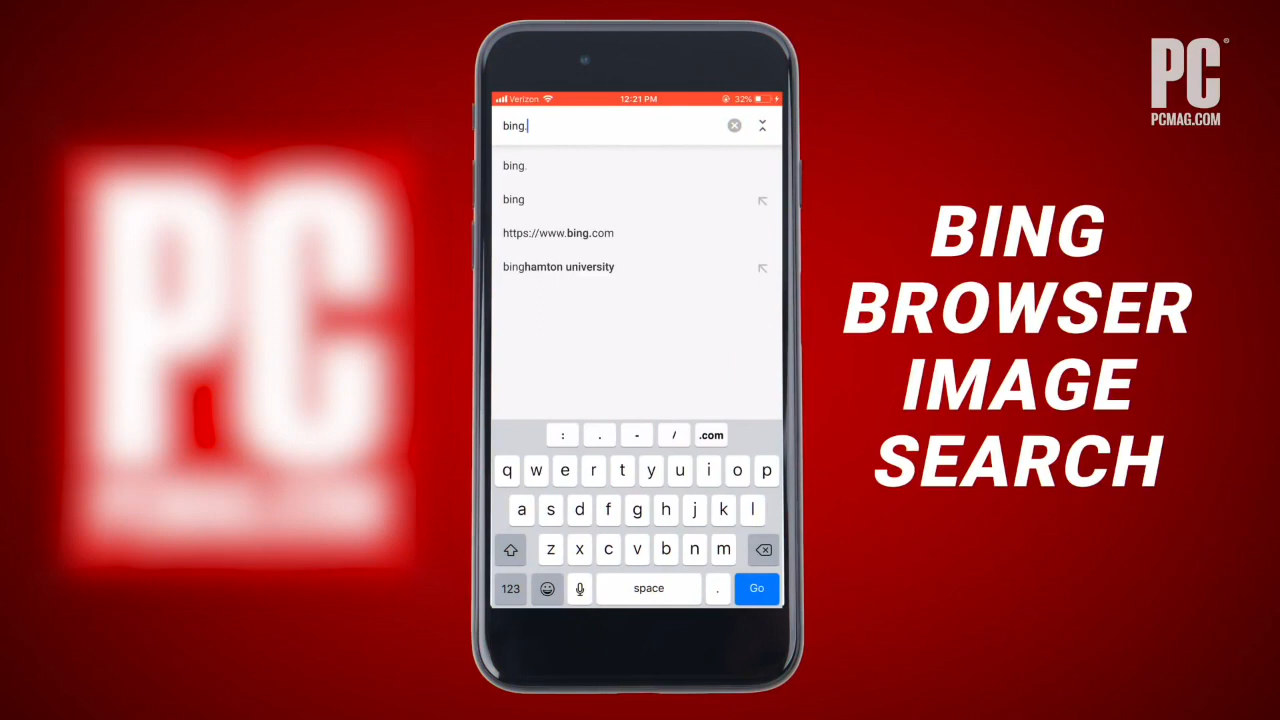 PC
PCMAG.COM
Verizon
12:21 PM
32%
bing.
bing.
bing
https://www.bing.com
binghamton university
: . - / .com
q w e r t y u i o p
a s d f g h j k l
z x c v b n m
123 space . Go
BING
BROWSER
IMAGE
SEARCH
PC